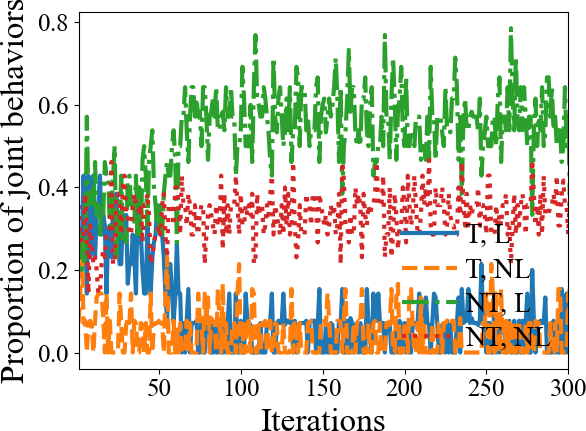 Proportion of joint behaviors
0.8
0.6
0.4
0.2
0.0
T, L
T, NL
NT, L
NT, NL
50
100
150
200
250
300
Iterations